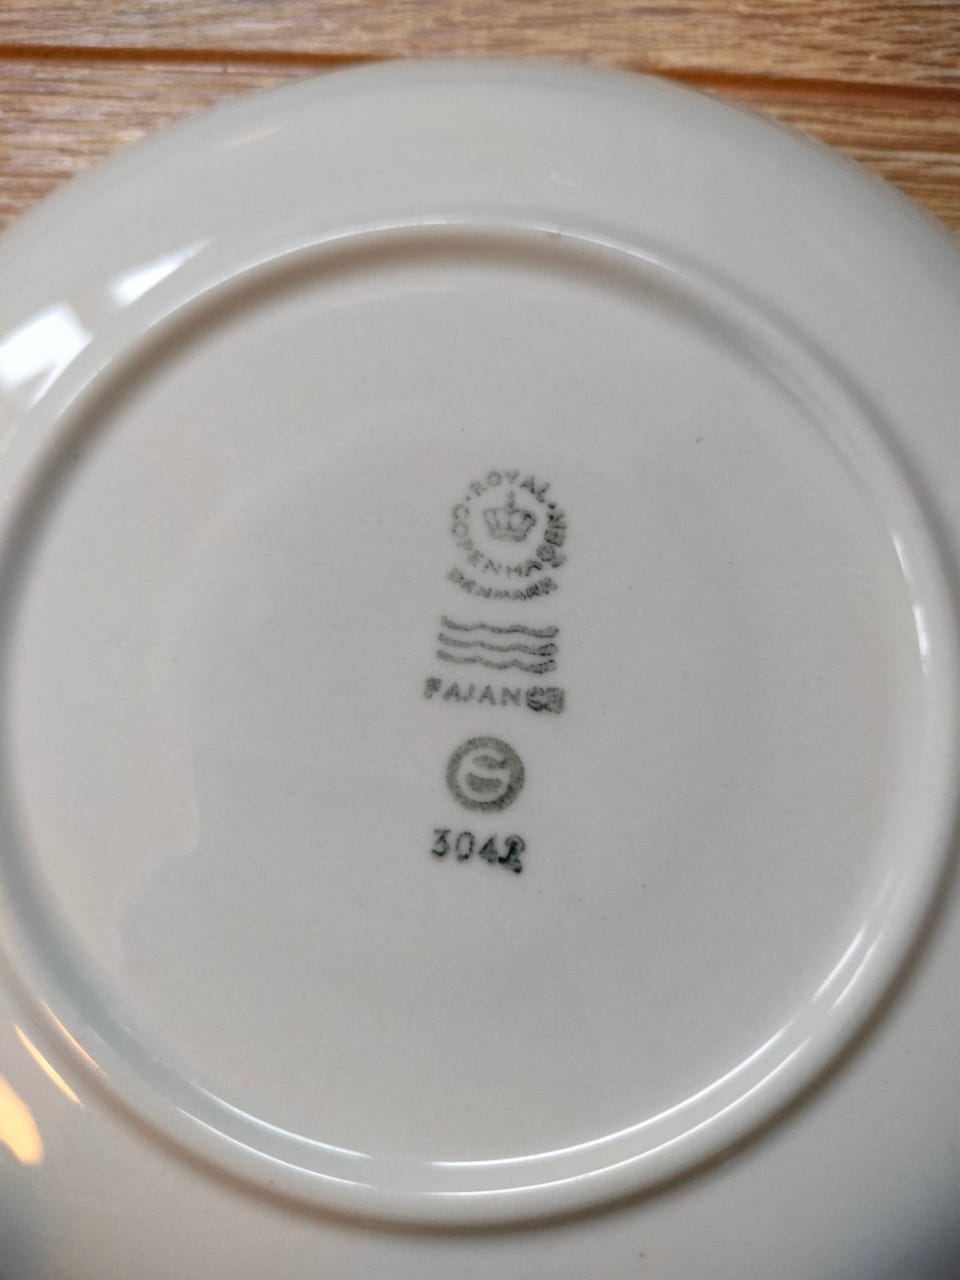 ROYAL
COPENHAGEN
DENMARK
FAJANCE
3042